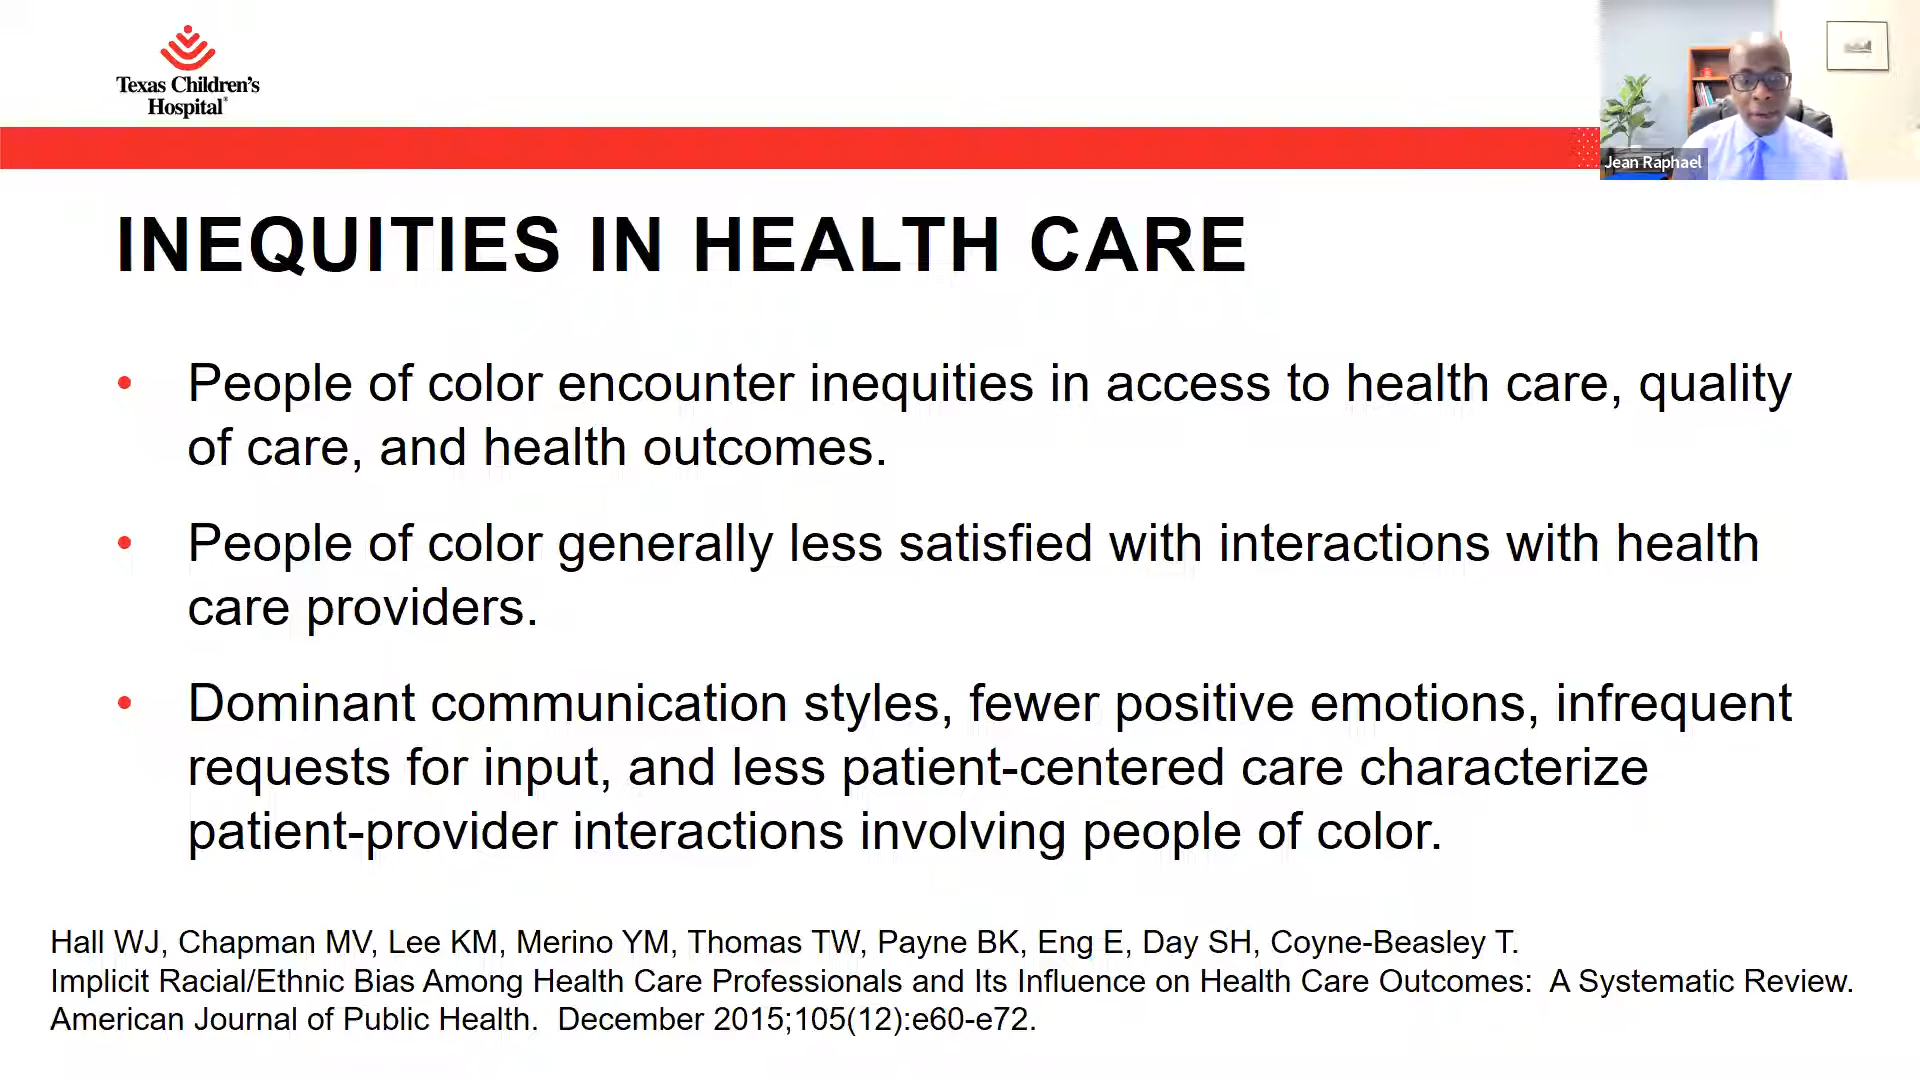 Texas Children's
Hospital®
Jean Raphael
INEQUITIES IN HEALTH CARE
• People of color encounter inequities in access to health care, quality
of care, and health outcomes.
• People of color generally less satisfied with interactions with health
care providers.
• Dominant communication styles, fewer positive emotions, infrequent
requests for input, and less patient-centered care characterize
patient-provider interactions involving people of color.
Hall WJ, Chapman MV, Lee KM, Merino YM, Thomas TW, Payne BK, Eng E, Day SH, Coyne-Beasley T.
Implicit Racial/Ethnic Bias Among Health Care Professionals and Its Influence on Health Care Outcomes:  A Systematic Review.
American Journal of Public Health.  December 2015;105(12):e60-e72.